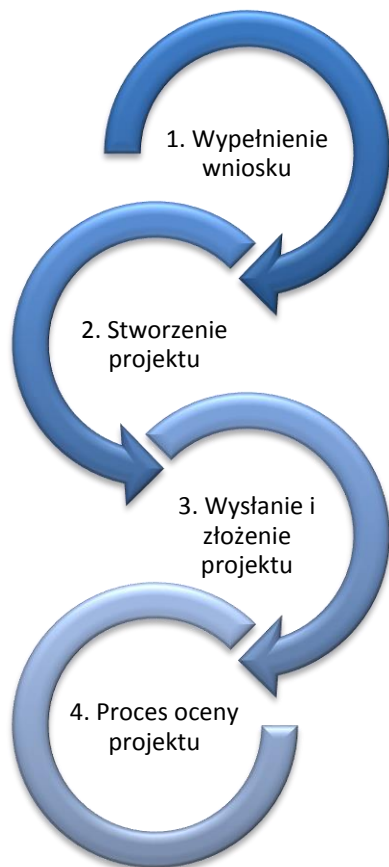 1. Wypełnienie
wniosku
2. Stworzenie
projektu
3. Wysłanie i
złożenie
projektu
4. Proces oceny
projektu